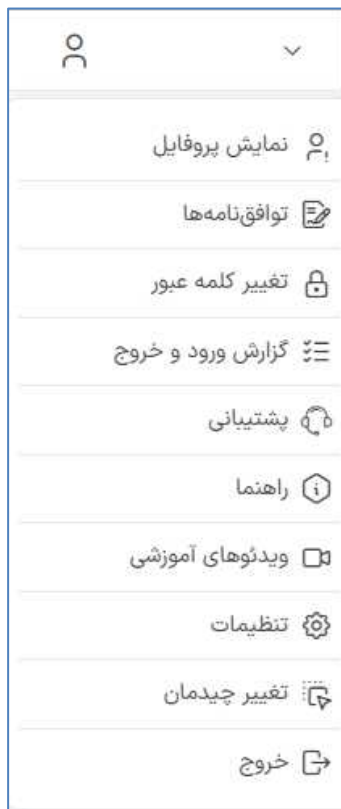 نمایش پروفایل
توافق‌نامه‌ها
تغییر کلمه عبور
گزارش ورود و خروج
پشتیبانی
راهنما
ویدئوهای آموزشی
تنظیمات
تغییر چیدمان
خروج